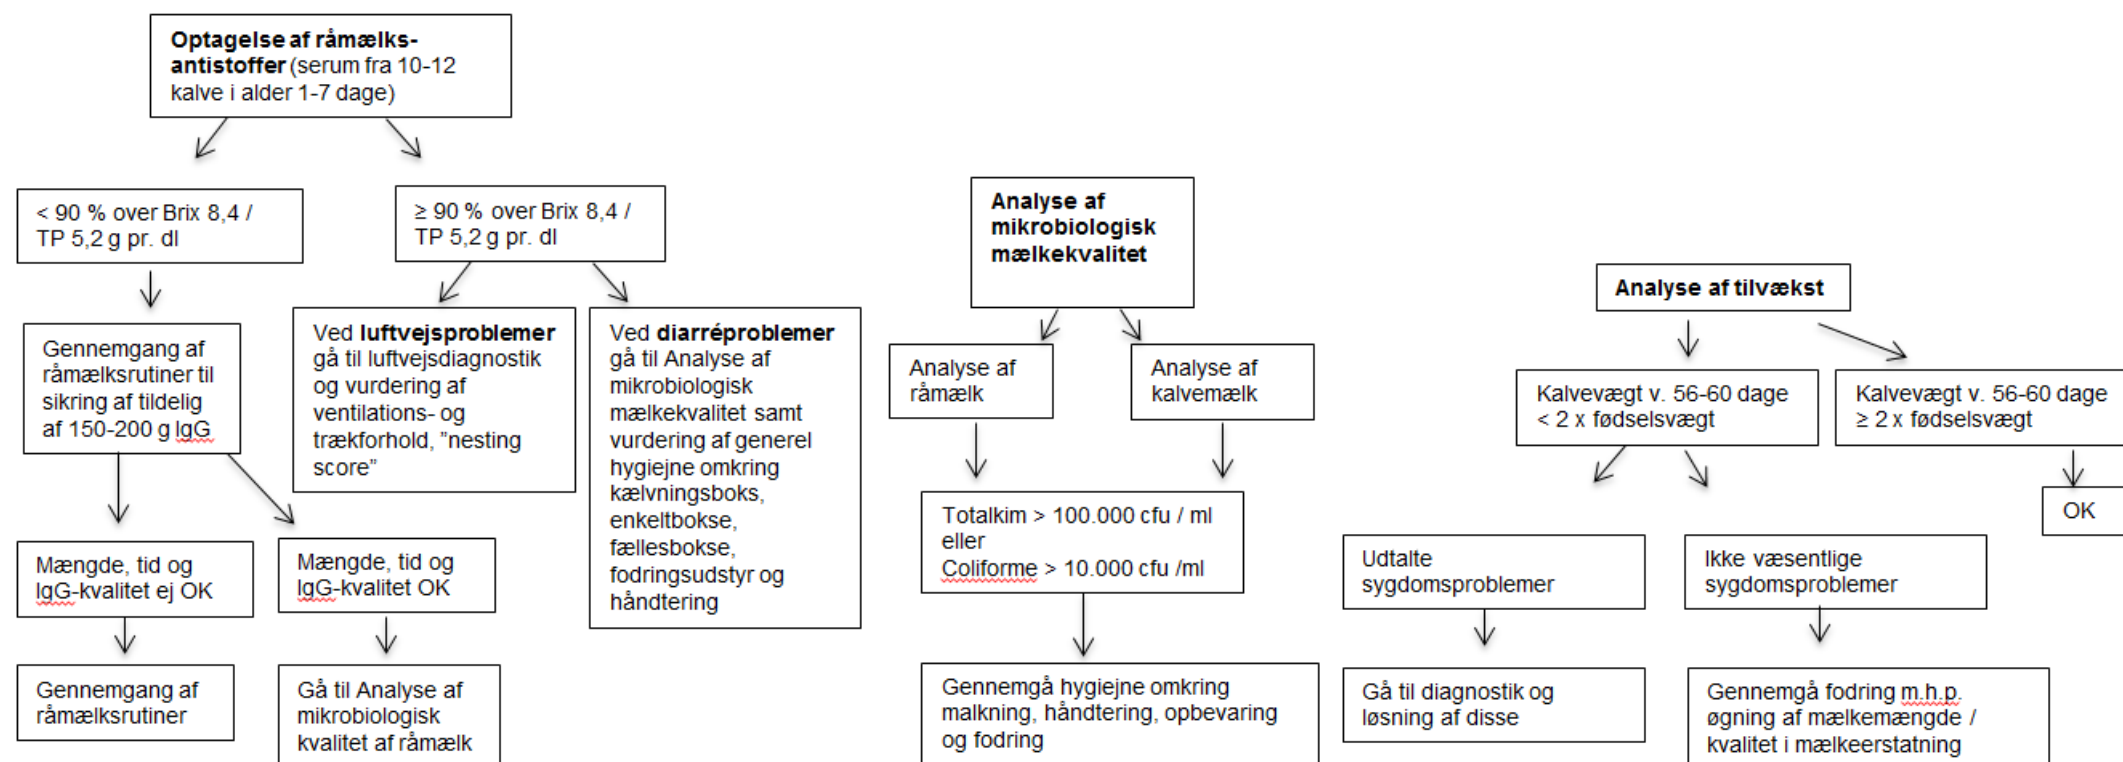 Optagelse af råmælks-
antistoffer (serum fra 10-12
kalve i alder 1-7 dage)
< 90 % over Brix 8,4 /
TP 5,2 g pr. dl
≥ 90 % over Brix 8,4 /
TP 5,2 g pr. dl
Gennemgang af
råmælksrutiner til
sikring af tildelig
af 150-200 g IgG
Ved luftvejsproblemer
gå til luftvejsdiagnostik
og vurdering af
ventilations- og
trækforhold, ”nesting
score”
Ved diarréproblemer
gå til Analyse af
mikrobiologisk
mælkekvalitet samt
vurdering af generel
hygiejne omkring
kælvningsboks,
enkeltbokse,
fællesbokse,
fodringsudstyr og
håndtering
Mængde, tid og
IgG-kvalitet ej OK
Mængde, tid og
IgG-kvalitet OK
Gennemgang af
råmælksrutiner
Gå til Analyse af
mikrobiologisk
kvalitet af råmælk
Analyse af
mikrobiologisk
mælkekvalitet
Analyse af
råmælk
Analyse af
kalvemælk
Totalkim > 100.000 cfu / ml
eller
Coliforme > 10.000 cfu /ml
Gennemgå hygiejne omkring
malkning, håndtering, opbevaring
og fodring
Analyse af tilvækst
Kalvevægt v. 56-60 dage
< 2 x fødselsvægt
Kalvevægt v. 56-60 dage
≥ 2 x fødselsvægt
OK
Udtalte
sygdomsproblemer
Ikke væsentlige
sygdomsproblemer
Gå til diagnostik og
løsning af disse
Gennemgå fodring m.h.p.
øgning af mælkemængde /
kvalitet i mælkeerstatning